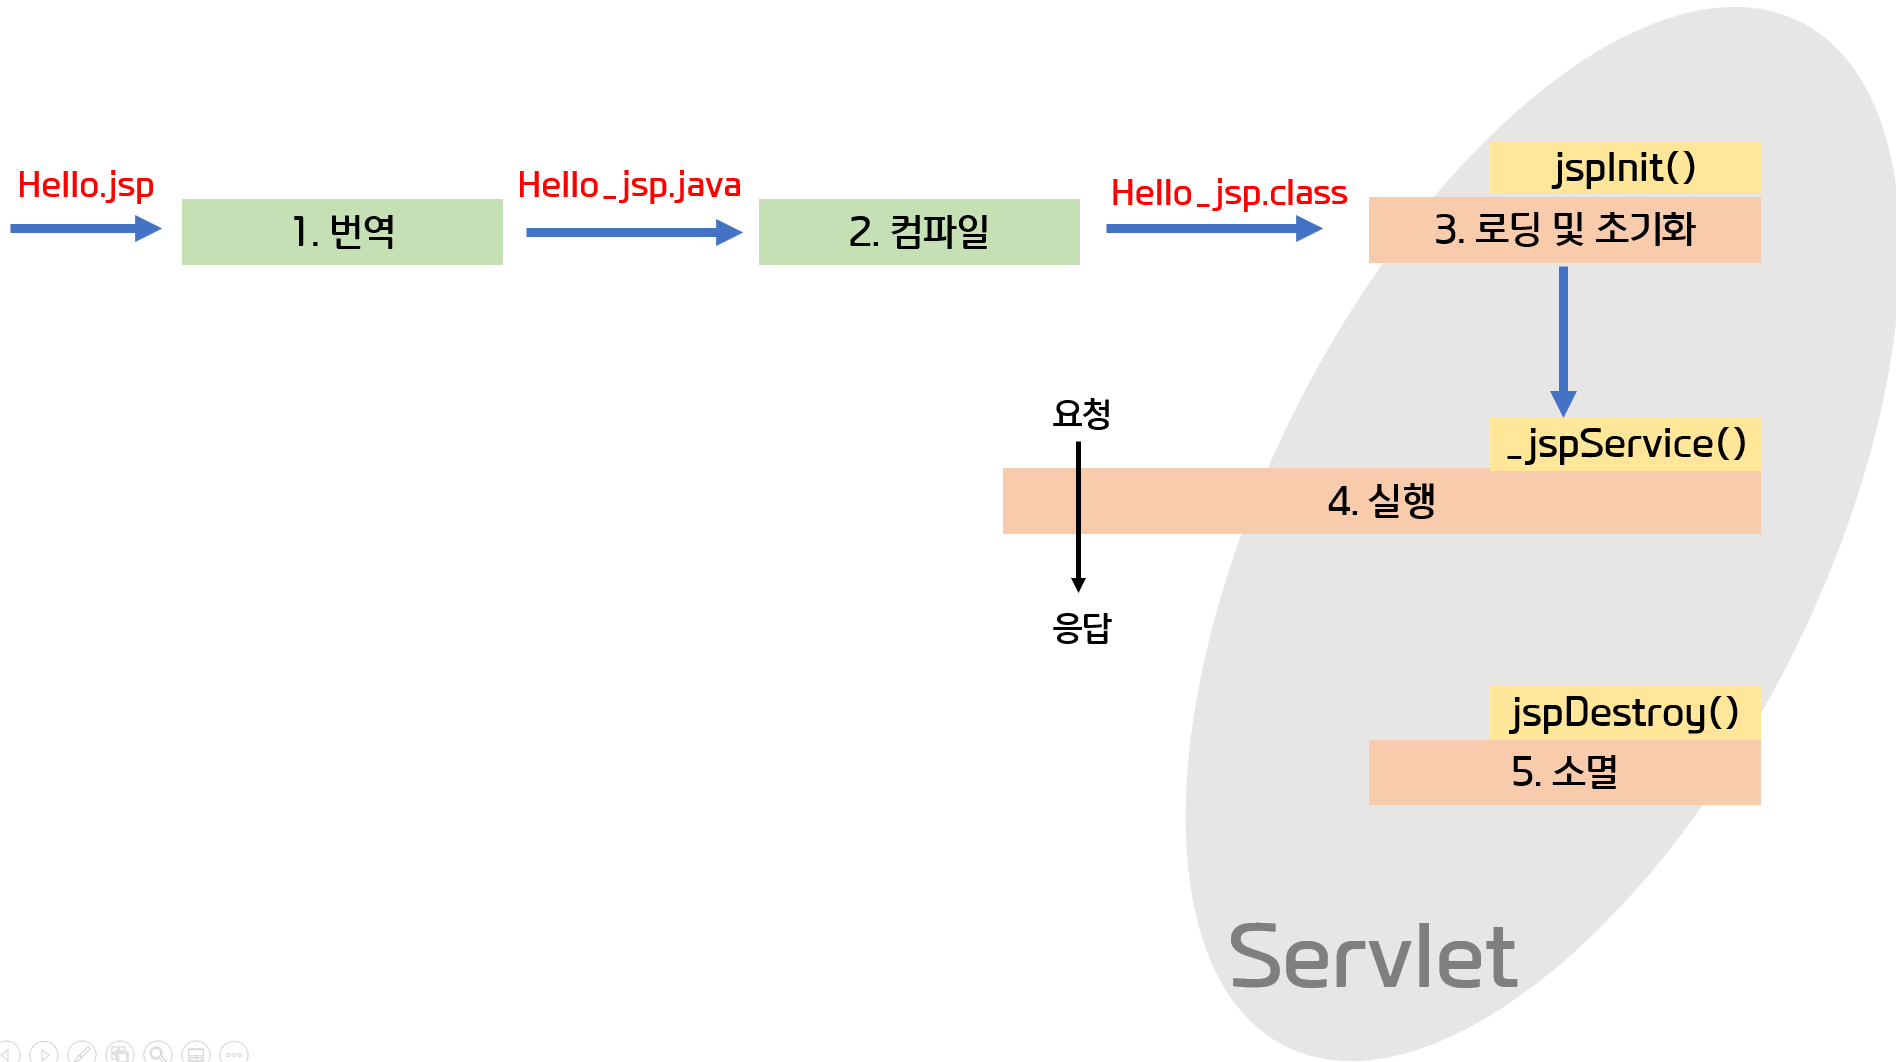 Hello.jsp
1. 번역
Hello_jsp.java
2. 컴파일
Hello_jsp.class
jspInit()
3. 로딩 및 초기화
요청
_jspService()
4. 실행
응답
jspDestroy()
5. 소멸
Servlet